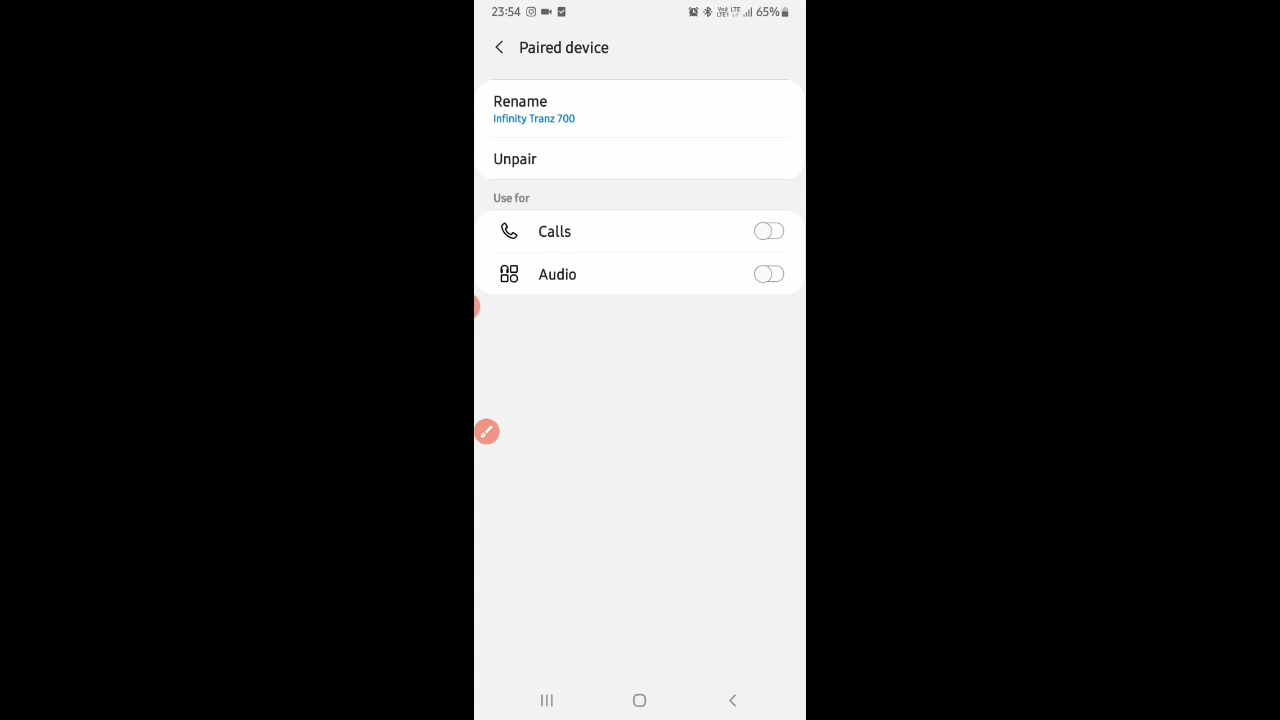 23:54 65%
Paired device
Rename
Infinity Tranz 700
Unpair
Use for
Calls
Audio